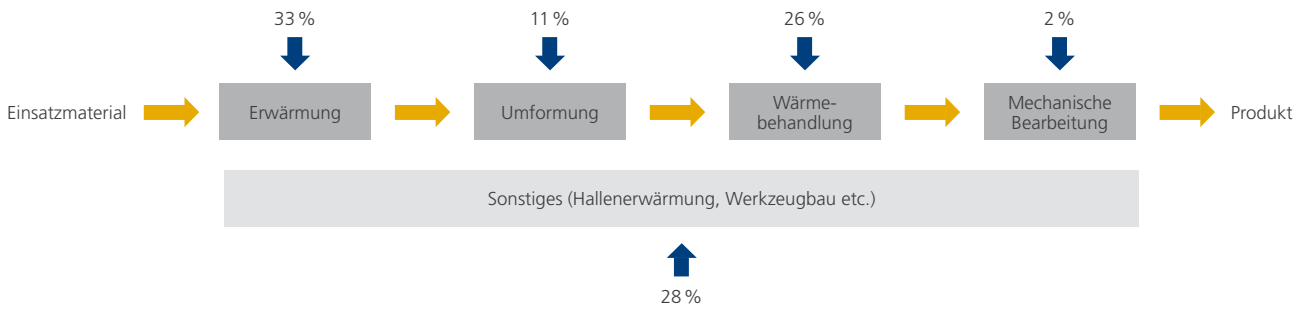 33 %
11 %
26 %
2 %
Einsatzmaterial
Erwärmung
Umformung
Wärme-
behandlung
Mechanische
Bearbeitung
Produkt
Sonstiges (Hallenerwärmung, Werkzeugbau etc.)
28 %